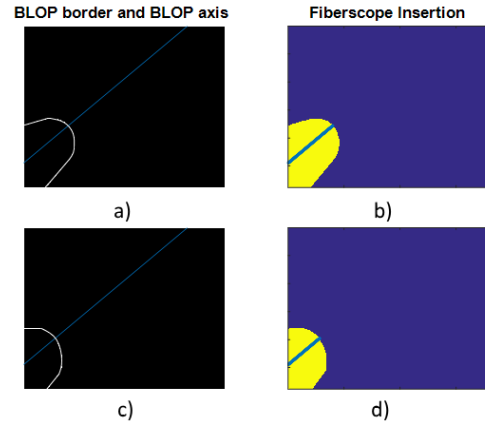 BLOP border and BLOP axis
Fiberscope Insertion
a)
b)
c)
d)